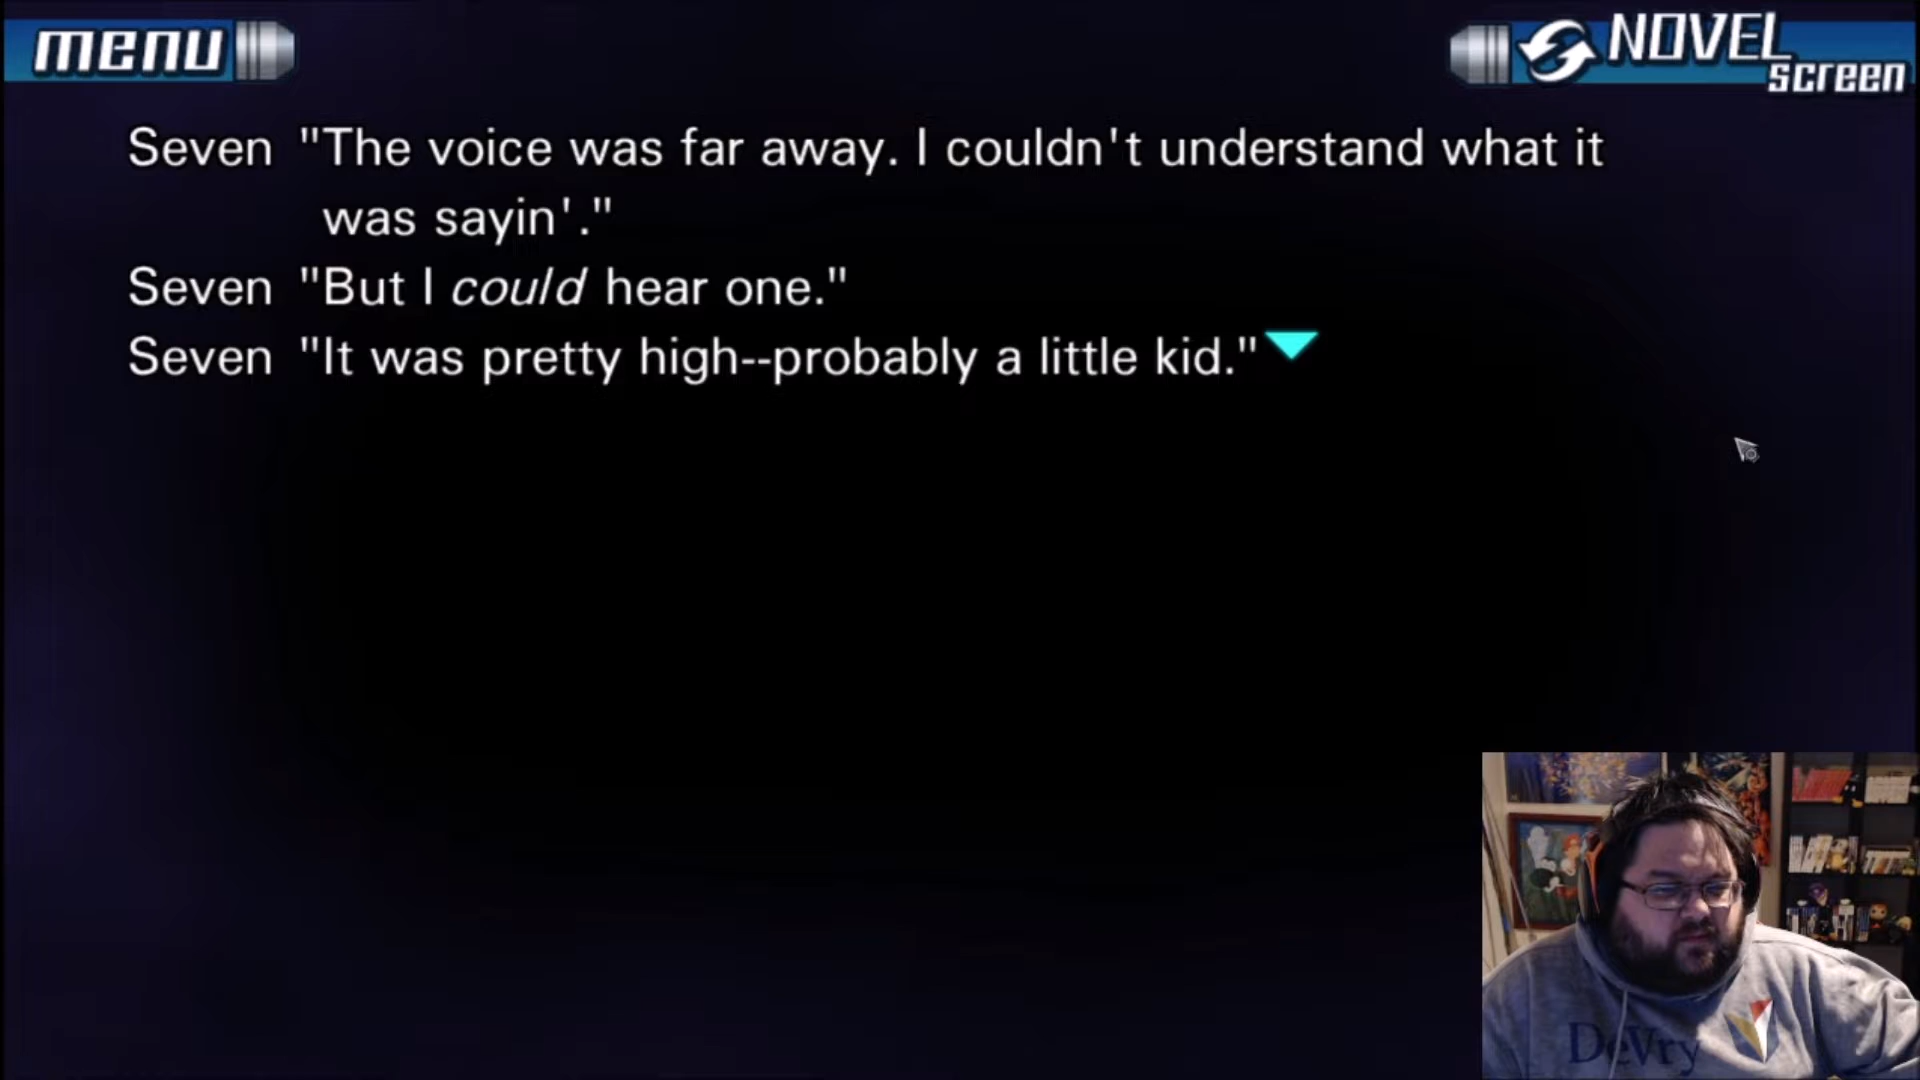 menu
NOVEL
screen
Seven "The voice was far away. I couldn't understand what it
was sayin'."
Seven "But I could hear one."
Seven "It was pretty high--probably a little kid."
DeVry